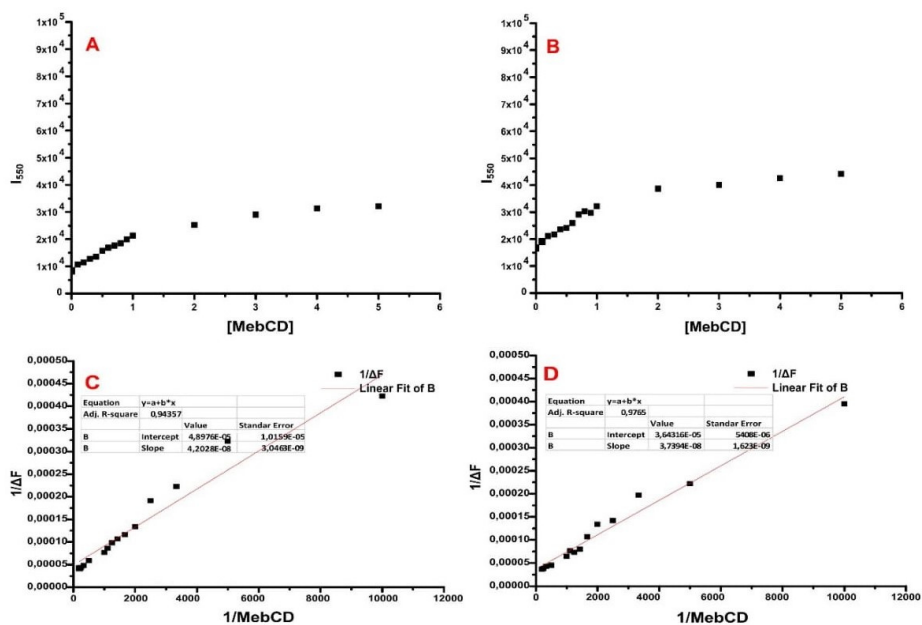 A
1x10^5
9x10^4
8x10^4
7x10^4
6x10^4
5x10^4
4x10^4
3x10^4
2x10^4
1x10^4
0
I550
0 1 2 3 4 5 6
[MebCD]
B
1x10^5
9x10^4
8x10^4
7x10^4
6x10^4
5x10^4
4x10^4
3x10^4
2x10^4
1x10^4
0
I550
0 1 2 3 4 5 6
[MebCD]
C
1/ΔF
Linear Fit of B
Equation y=a+b*x
Adj. R-square 0,94357
Value Standar Error
B Intercept 4,8976E-05 1,0159E-05
B Slope 4,2028E-08 3,0463E-09
0,00050
0,00045
0,00040
0,00035
0,00030
0,00025
0,00020
0,00015
0,00010
0,00005
0,00000
1/ΔF
0 2000 4000 6000 8000 10000 12000
1/MebCD
D
1/ΔF
Linear Fit of B
Equation y=a+b*x
Adj. R-square 0,9765
Value Standar Error
B Intercept 3,64316E-05 5408E-06
B Slope 3,7394E-08 1,623E-09
0,00050
0,00045
0,00040
0,00035
0,00030
0,00025
0,00020
0,00015
0,00010
0,00005
0,00000
1/ΔF
0 2000 4000 6000 8000 10000 12000
1/MebCD